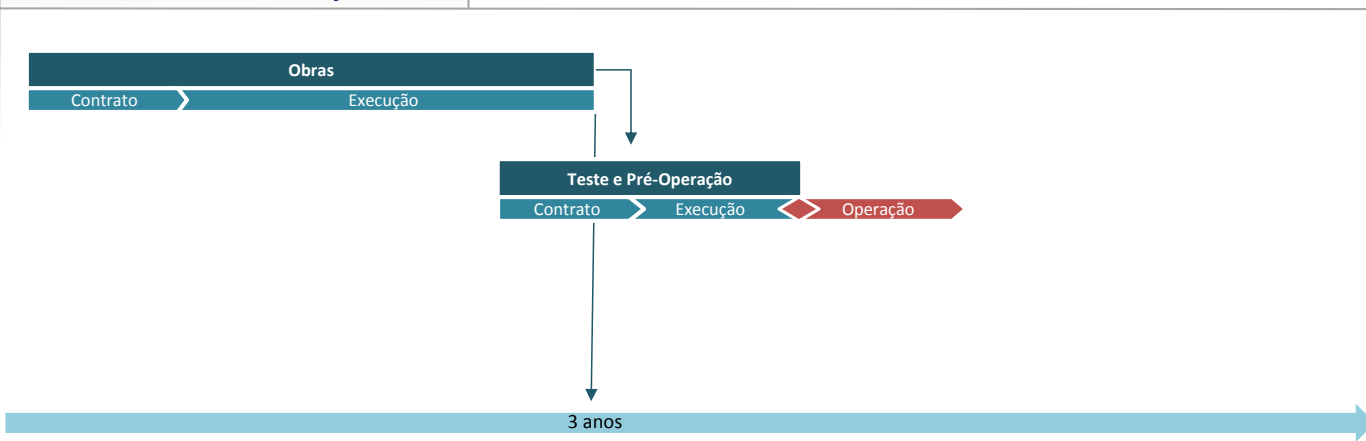 Obras
Contrato
Execução
Teste e Pré-Operação
Contrato
Execução
Operação
3 anos